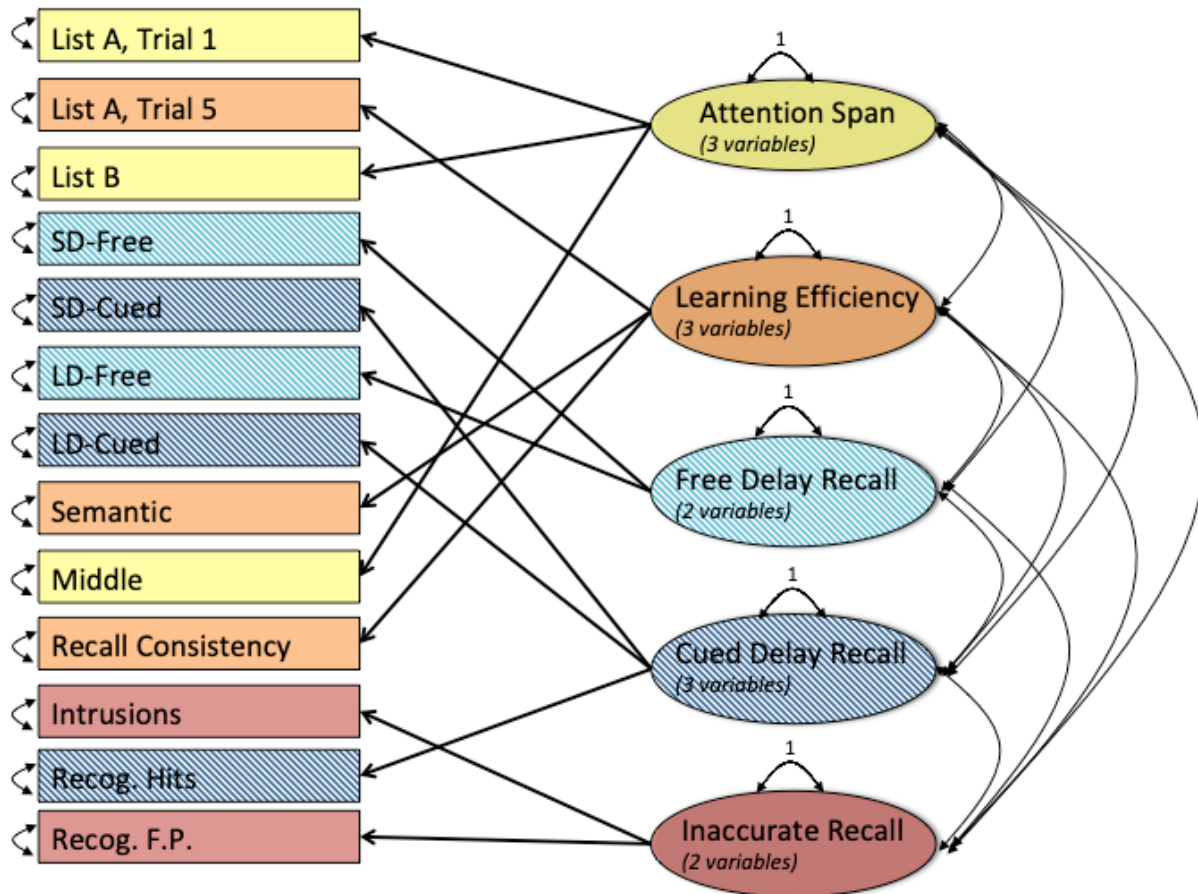 List A, Trial 1
List A, Trial 5
List B
SD-Free
SD-Cued
LD-Free
LD-Cued
Semantic
Middle
Recall Consistency
Intrusions
Recog. Hits
Recog. F.P.
1
Attention Span
(3 variables)
1
Learning Efficiency
(3 variables)
1
Free Delay Recall
(2 variables)
1
Cued Delay Recall
(3 variables)
1
Inaccurate Recall
(2 variables)